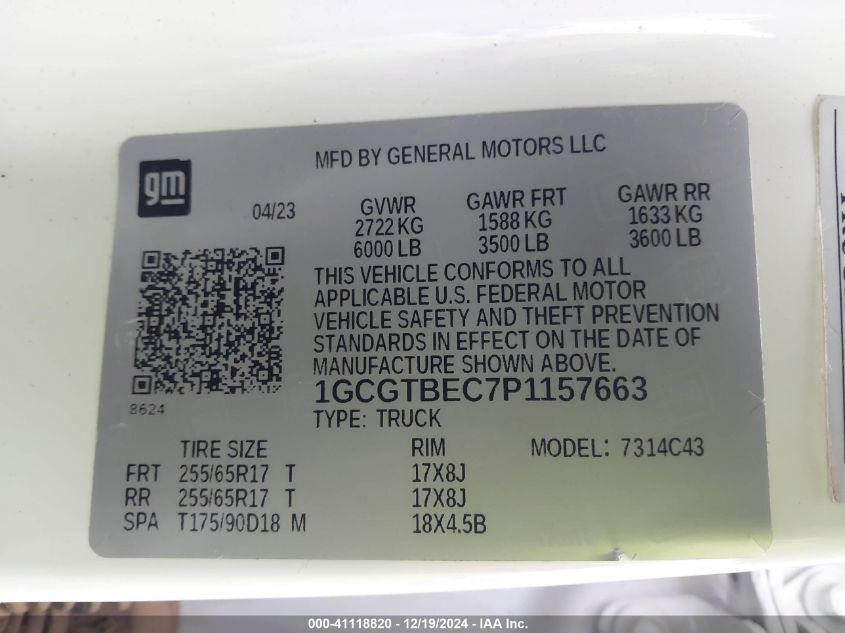 gm
MFD BY GENERAL MOTORS LLC
04/23
GVWR GAWR FRT GAWR RR
2722 KG 1588 KG 1633 KG
6000 LB 3500 LB 3600 LB
THIS VEHICLE CONFORMS TO ALL
APPLICABLE U.S. FEDERAL MOTOR
VEHICLE SAFETY AND THEFT PREVENTION
STANDARDS IN EFFECT ON THE DATE OF
MANUFACTURE SHOWN ABOVE.
8624
1GCGTBEC7P1157663
TYPE: TRUCK
TIRE SIZE RIM MODEL: 7314C43
FRT 255/65R17 T 17X8J
RR 255/65R17 T 17X8J
SPA T175/90D18 M 18X4.5B
000-41118820 - 12/19/2024 - IAA Inc.